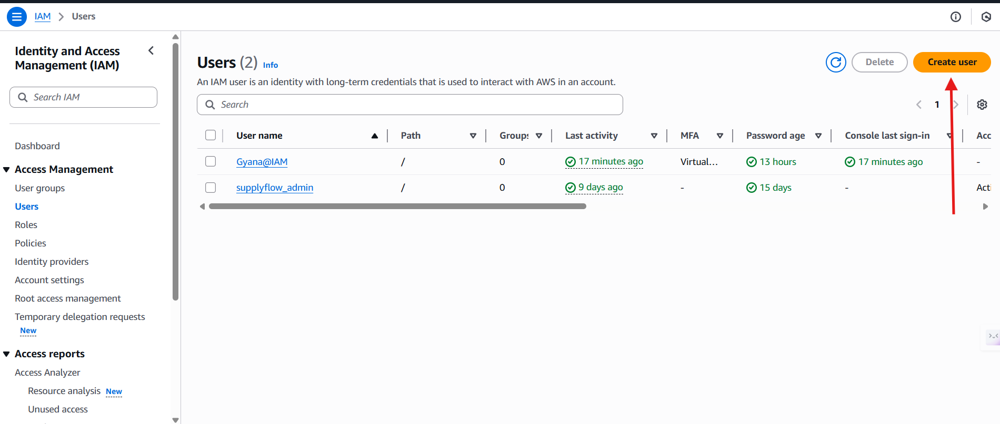 IAM > Users
Identity and Access
Management (IAM)
Search IAM
Dashboard
Access Management
User groups
Users
Roles
Policies
Identity providers
Account settings
Root access management
Temporary delegation requests
New
Access reports
Access Analyzer
Resource analysis New
Unused access
Users (2) Info
Delete
Create user
An IAM user is an identity with long-term credentials that is used to interact with AWS in an account.
Search
1
User name Path Groups Last activity MFA Password age Console last sign-in Acc
Gyana@IAM / 0 17 minutes ago Virtual... 13 hours 17 minutes ago -
supplyflow_admin / 0 9 days ago - 15 days - Acti